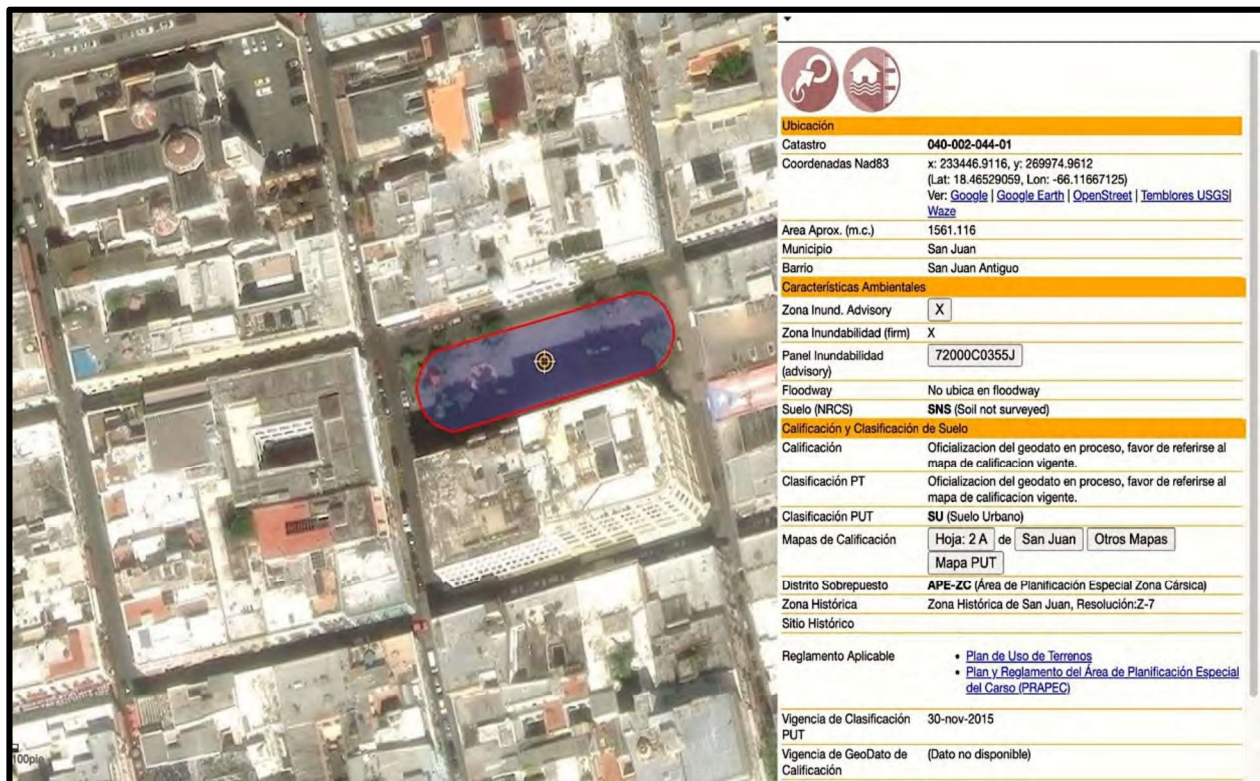 Ubicación
Catastro 040-002-044-01
Coordenadas Nad83 x: 233446.9116, y: 269974.9612
(Lat: 18.46529059, Lon: -66.11667125)
Ver: Google | Google Earth | OpenStreet | Temblores USGS|
Waze
Area Aprox. (m.c.) 1561.116
Municipio San Juan
Barrio San Juan Antiguo
Características Ambientales
Zona Inund. Advisory X
Zona Inundabilidad (firm) X
Panel Inundabilidad 72000C0355J
(advisory)
Floodway No ubica en floodway
Suelo (NRCS) SNS (Soil not surveyed)
Calificación y Clasificación de Suelo
Calificación Oficializacion del geodato en proceso, favor de referirse al
mapa de calificacion vigente.
Clasificación PT Oficializacion del geodato en proceso, favor de referirse al
mapa de calificacion vigente.
Clasificación PUT SU (Suelo Urbano)
Mapas de Calificación Hoja: 2 A de San Juan Otros Mapas
Mapa PUT
Distrito Sobrepuesto APE-ZC (Área de Planificación Especial Zona Cársica)
Zona Histórica Zona Histórica de San Juan, Resolución:Z-7
Sitio Histórico
Reglamento Aplicable • Plan de Uso de Terrenos
• Plan y Reglamento del Área de Planificación Especial
del Carso (PRAPEC)
Vigencia de Clasificación 30-nov-2015
PUT
Vigencia de GeoDato de (Dato no disponible)
Calificación
100pie